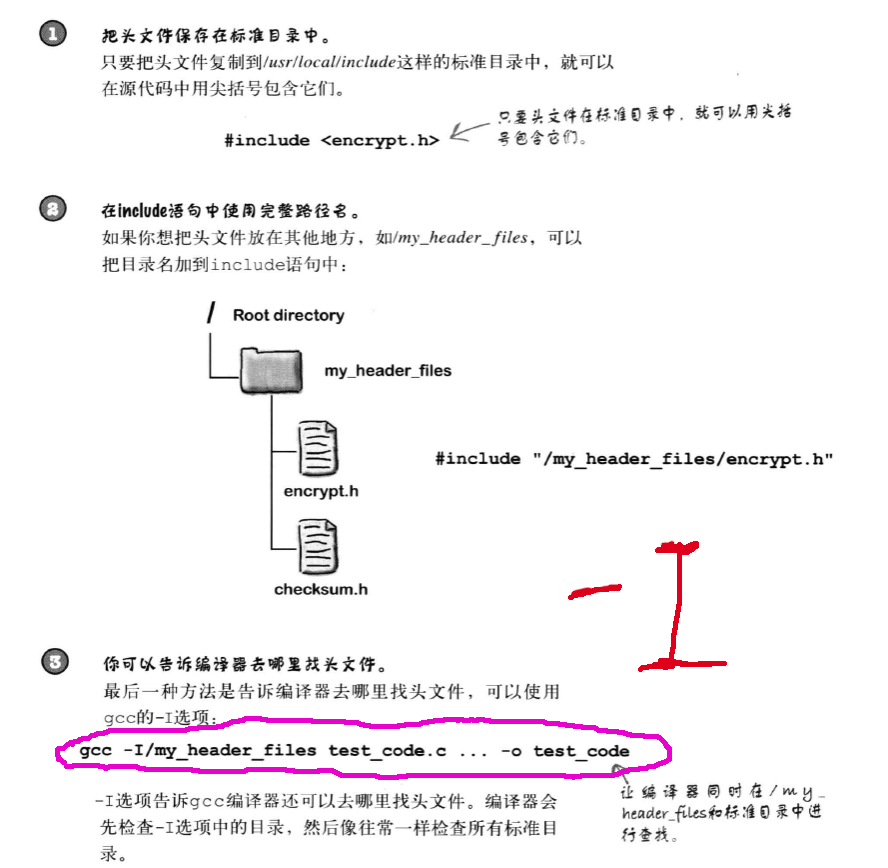 1
把头文件保存在标准目录中。
只要把头文件复制到/usr/local/include这样的标准目录中，就可以
在源代码中用尖括号包含它们。
#include <encrypt.h>
只要头文件在标准目录中，就可以用尖括
号包含它们。
2
在include语句中使用完整路径名。
如果你想把头文件放在其他地方，如/my_header_files，可以
把目录名加到include语句中：
/ Root directory
my_header_files
#include "/my_header_files/encrypt.h"
encrypt.h
checksum.h
-I
3
你可以告诉编译器去哪里找头文件。
最后一种方法是告诉编译器去哪里找头文件，可以使用
gcc的-I选项：
gcc -I/my_header_files test_code.c ... -o test_code
让编译器同时在/my_
header_files和标准目录中进
行查找。
-I选项告诉gcc编译器还可以去哪里找头文件。编译器会
先检查-I选项中的目录，然后像往常一样检查所有标准目
录。